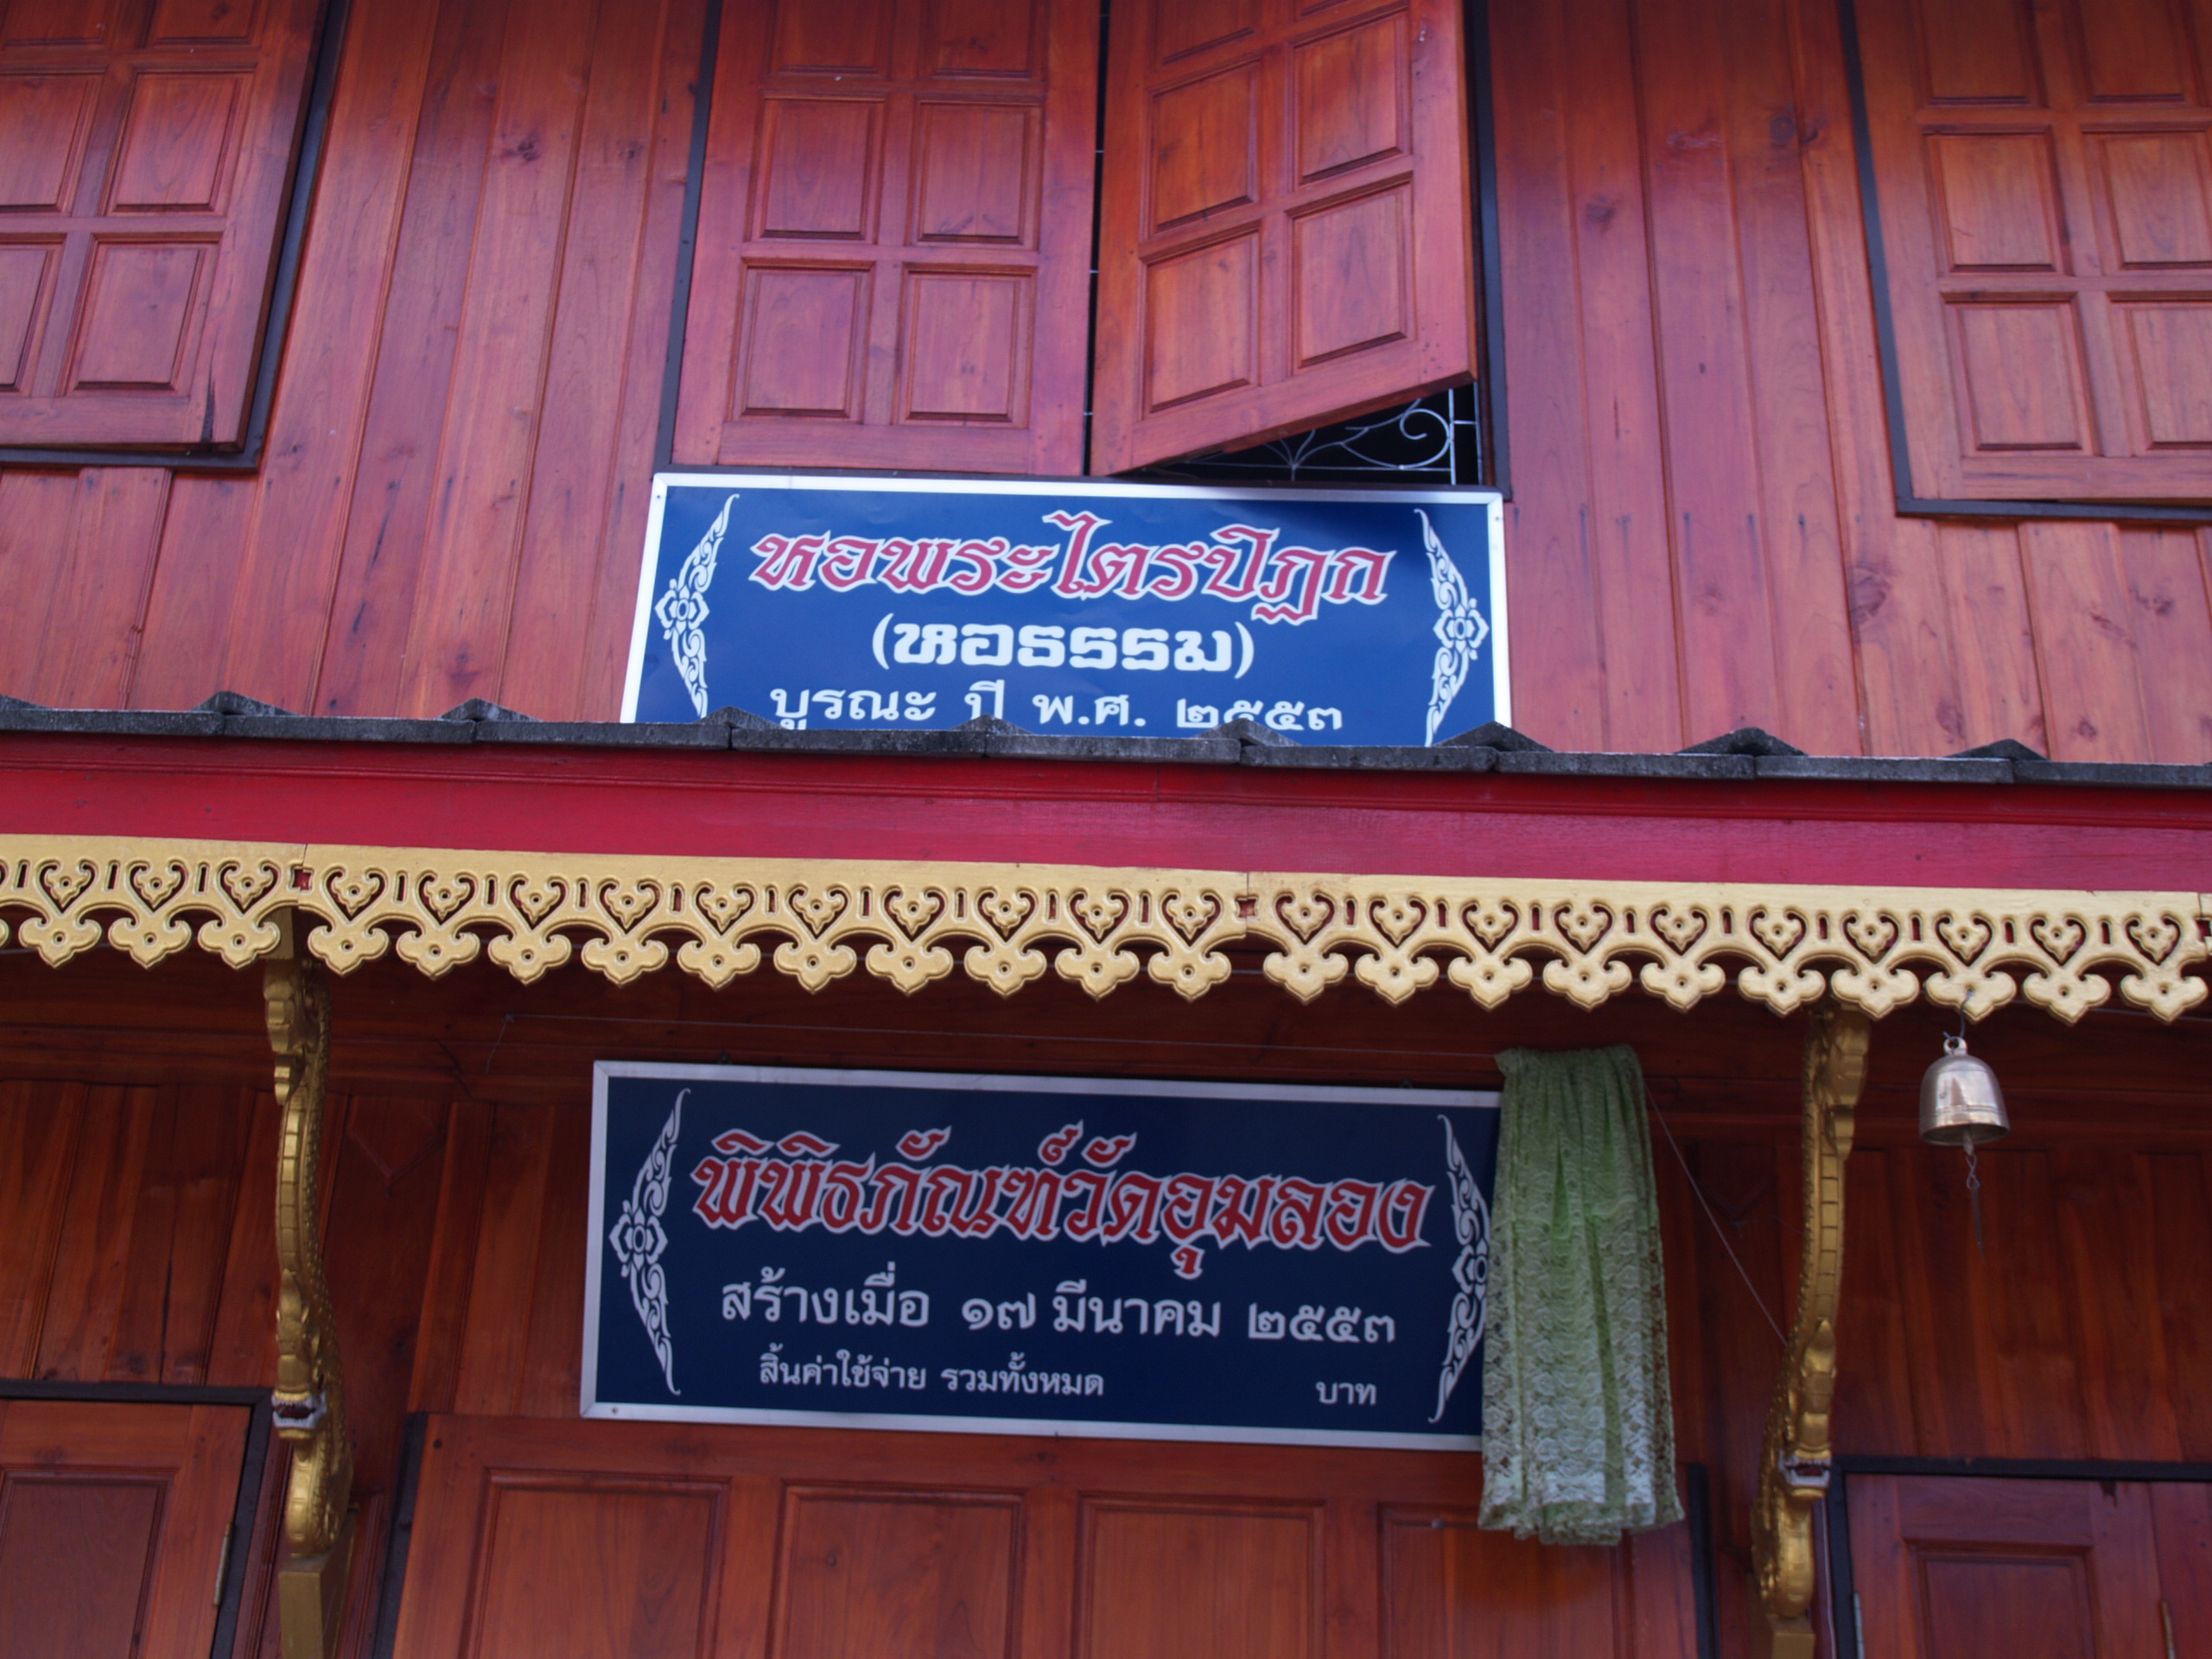 หอพระไตรปิฏก
(หอธรรม)
บูรณะ ปี พ.ศ. ๒๕๕๓
พิพิธภัณฑ์วัดอุมลอง
สร้างเมื่อ ๑๗ มีนาคม ๒๕๕๓
สิ้นค่าใช้จ่าย รวมทั้งหมด บาท